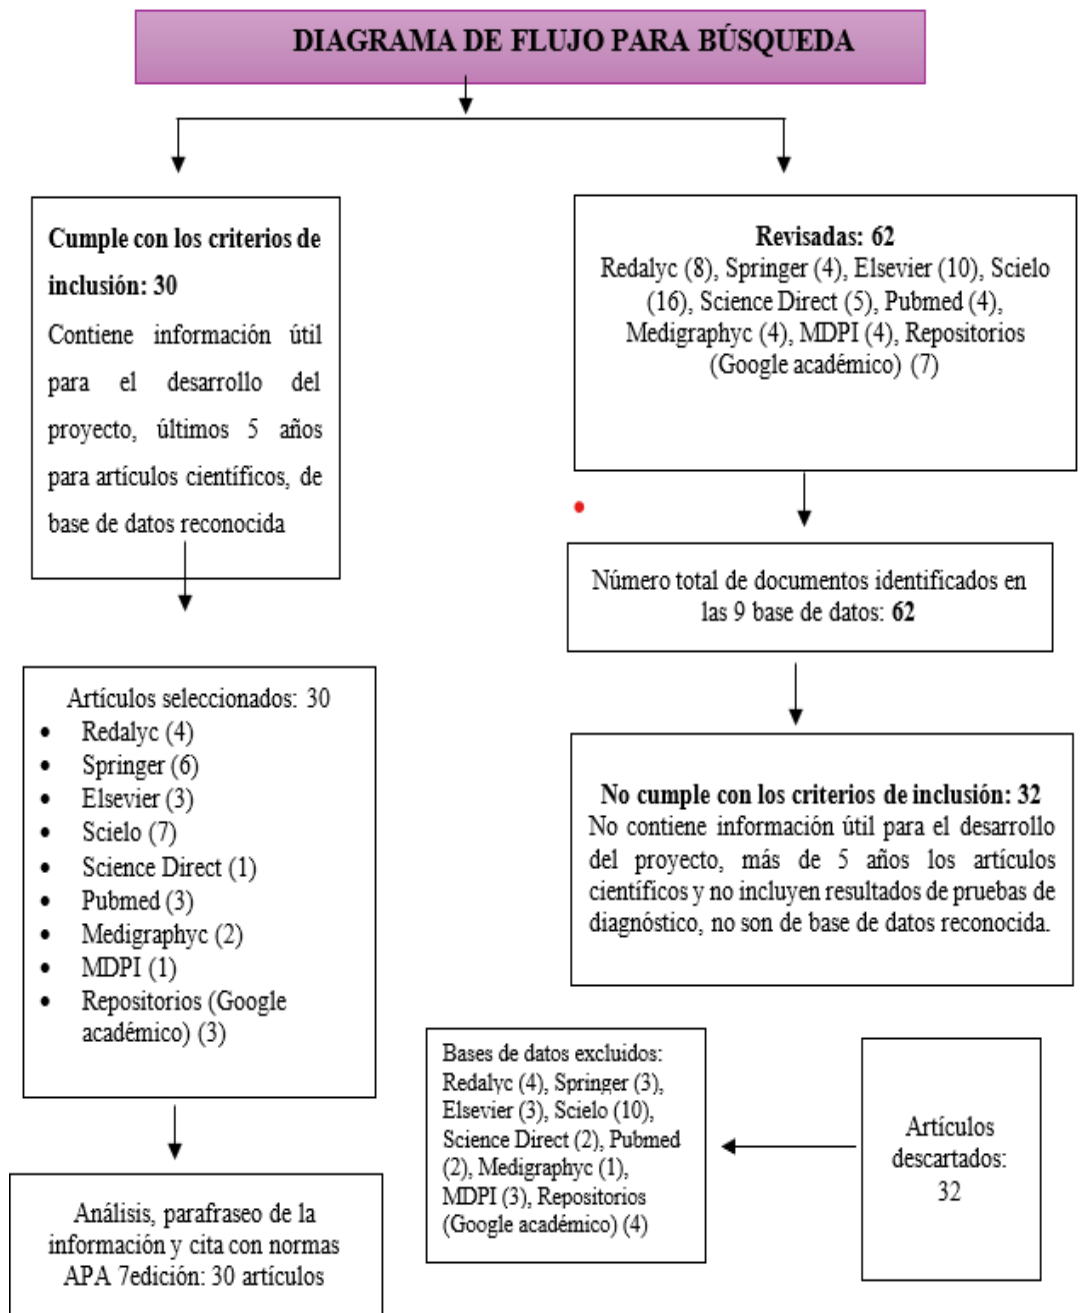 DIAGRAMA DE FLUJO PARA BÚSQUEDA
Cumple con los criterios de
inclusión: 30
Contiene información útil
para el desarrollo del
proyecto, últimos 5 años
para artículos científicos, de
base de datos reconocida
Artículos seleccionados: 30
• Redalyc (4)
• Springer (6)
• Elsevier (3)
• Scielo (7)
• Science Direct (1)
• Pubmed (3)
• Medigraphyc (2)
• MDPI (1)
• Repositorios (Google
académico) (3)
Análisis, parafraseo de la
información y cita con normas
APA 7edición: 30 artículos
Revisadas: 62
Redalyc (8), Springer (4), Elsevier (10), Scielo
(16), Science Direct (5), Pubmed (4),
Medigraphyc (4), MDPI (4), Repositorios
(Google académico) (7)
Número total de documentos identificados en
las 9 base de datos: 62
No cumple con los criterios de inclusión: 32
No contiene información útil para el desarrollo
del proyecto, más de 5 años los artículos
científicos y no incluyen resultados de pruebas de
diagnóstico, no son de base de datos reconocida.
Artículos
descartados:
32
Bases de datos excluidos:
Redalyc (4), Springer (3),
Elsevier (3), Scielo (10),
Science Direct (2), Pubmed
(2), Medigraphyc (1),
MDPI (3), Repositorios
(Google académico) (4)